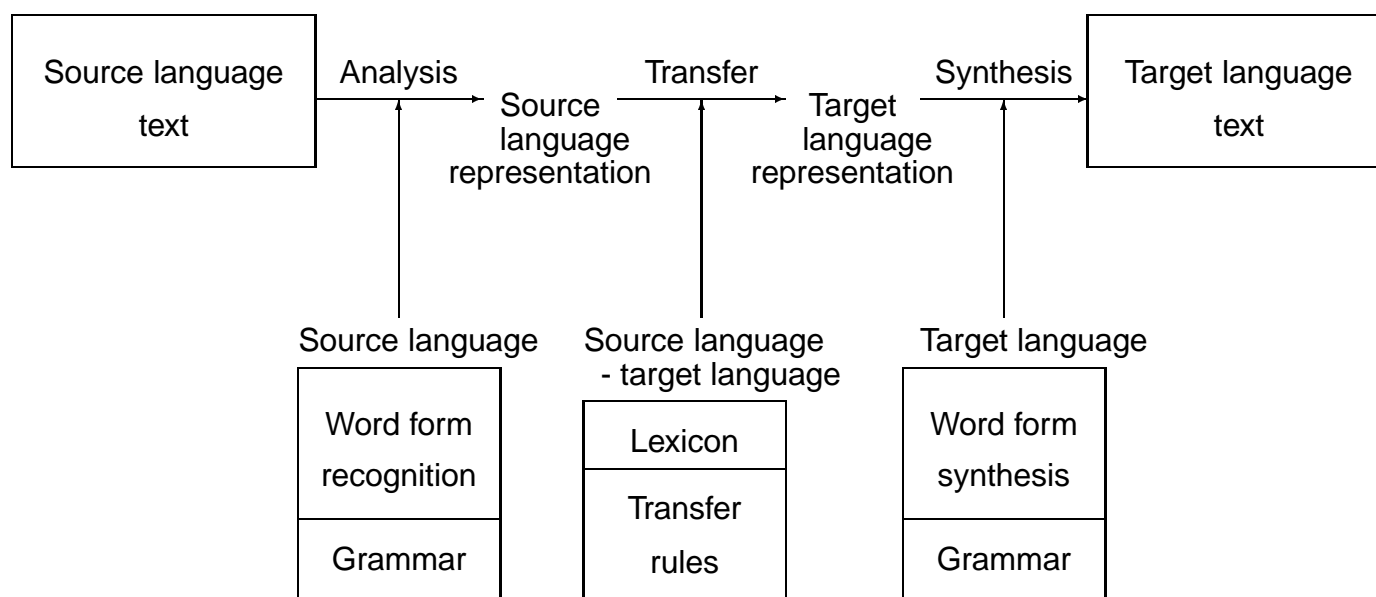 Source language
text
Analysis
Source
language
representation
Transfer
Target
language
representation
Synthesis
Target language
text
Source language
Word form
recognition
Grammar
Source language
- target language
Lexicon
Transfer
rules
Target language
Word form
synthesis
Grammar